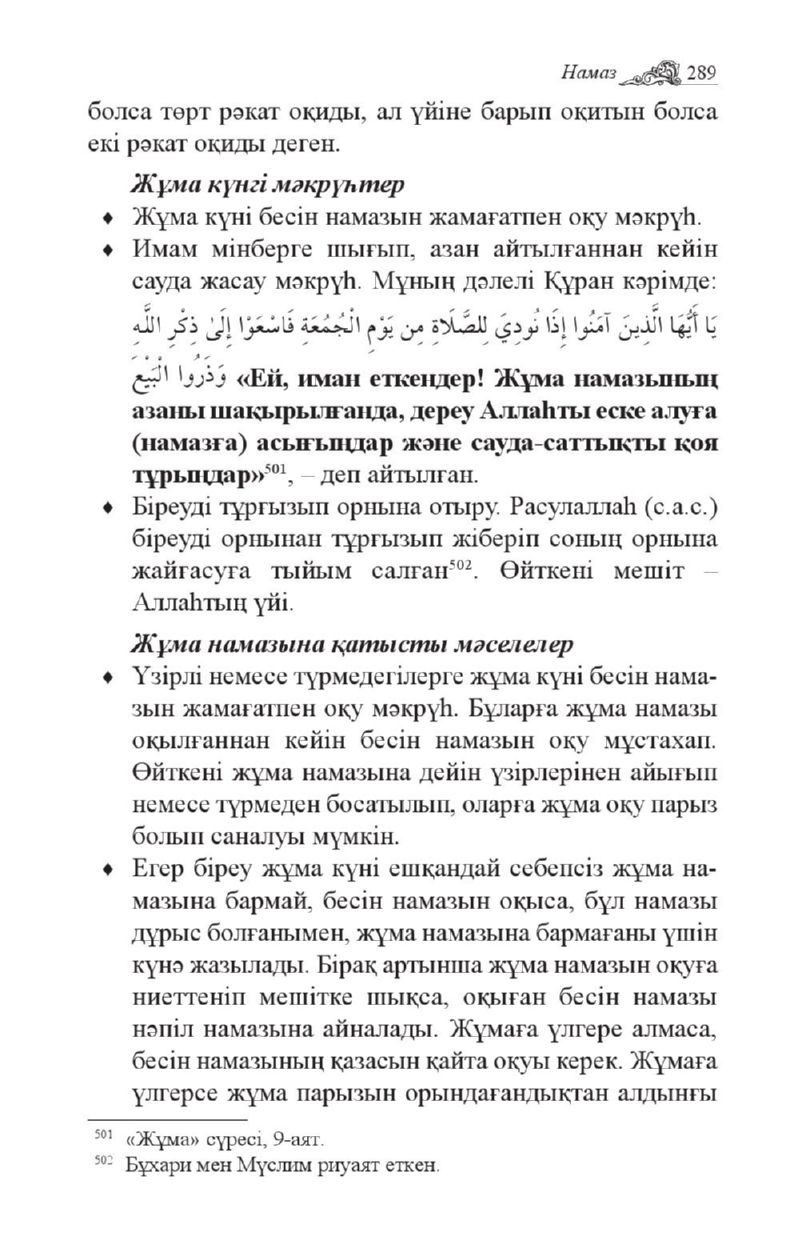 Намаз 289
болса төрт рәкат оқиды, ал үйіне барып оқитын болса
екі рәкат оқиды деген.
Жұма күнгі мәкрүһтер
♦ Жұма күні бесін намазын жамағатпен оқу мәкрүһ.
♦ Имам мінберге шығып, азан айтылғаннан кейін
сауда жасау мәкрүһ. Мұның дәлелі Құран кәрімде:
يَا أَيُّهَا الَّذِينَ آمَنُوا إِذَا نُودِيَ لِلصَّلَاةِ مِن يَوْمِ الْجُمُعَةِ فَاسْعَوْا إِلَىٰ ذِكْرِ اللَّهِ
وَذَرُوا الْبَيْعَ «Ей, иман еткендер! Жұма намазының
азаны шақырылғанда, дереу Аллаһты еске алуға
(намазға) асығыңдар және сауда-саттықты қоя
тұрыңдар»⁵⁰¹, – деп айтылған.
♦ Біреуді тұрғызып орнына отыру. Расулаллаһ (с.а.с.)
біреуді орнынан тұрғызып жіберіп соның орнына
жайғасуға тыйым салған⁵⁰². Өйткені мешіт –
Аллаһтың үйі.
Жұма намазына қатысты мәселелер
♦ Үзірлі немесе түрмедегілерге жұма күні бесін нама-
зын жамағатпен оқу мәкрүһ. Бұларға жұма намазы
оқылғаннан кейін бесін намазын оқу мұстахап.
Өйткені жұма намазына дейін үзірлерінен айығып
немесе түрмеден босатылып, оларға жұма оқу парыз
болып саналуы мүмкін.
♦ Егер біреу жұма күні ешқандай себепсіз жұма на-
мазына бармай, бесін намазын оқыса, бұл намазы
дұрыс болғанымен, жұма намазына бармағаны үшін
күнә жазылады. Бірақ артынша жұма намазын оқуға
ниеттеніп мешітке шықса, оқыған бесін намазы
нәпіл намазына айналады. Жұмаға үлгере алмаса,
бесін намазының қазасын қайта оқуы керек. Жұмаға
үлгерсе жұма парызын орындағандықтан алдынғы
⁵⁰¹ «Жұма» сүресі, 9-аят.
⁵⁰² Бұхари мен Мүслим риуаят еткен.